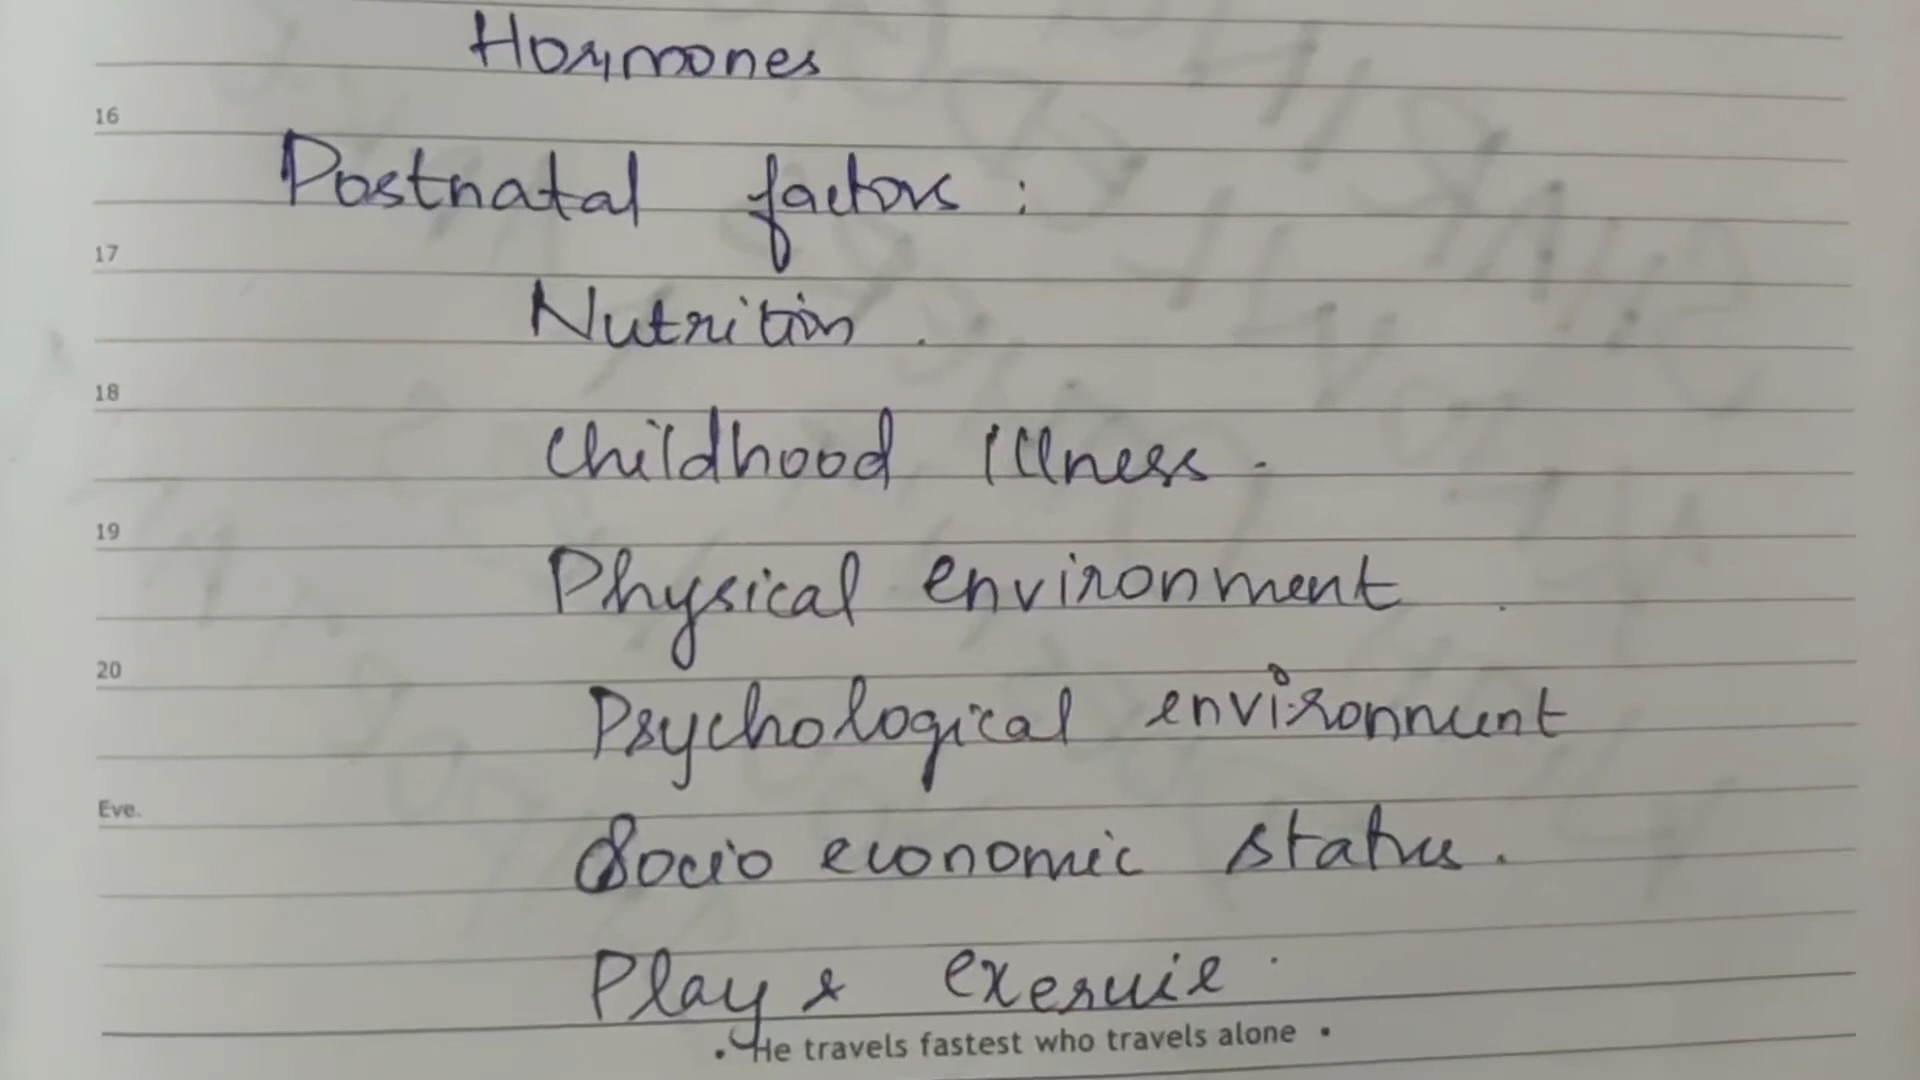 Hormones
16
Postnatal factors :
17
Nutrition .
18
Childhood Illness .
19
Physical environment .
20
Psychological environment
Eve.
Socio economic status .
Play & exercise .
• He travels fastest who travels alone •